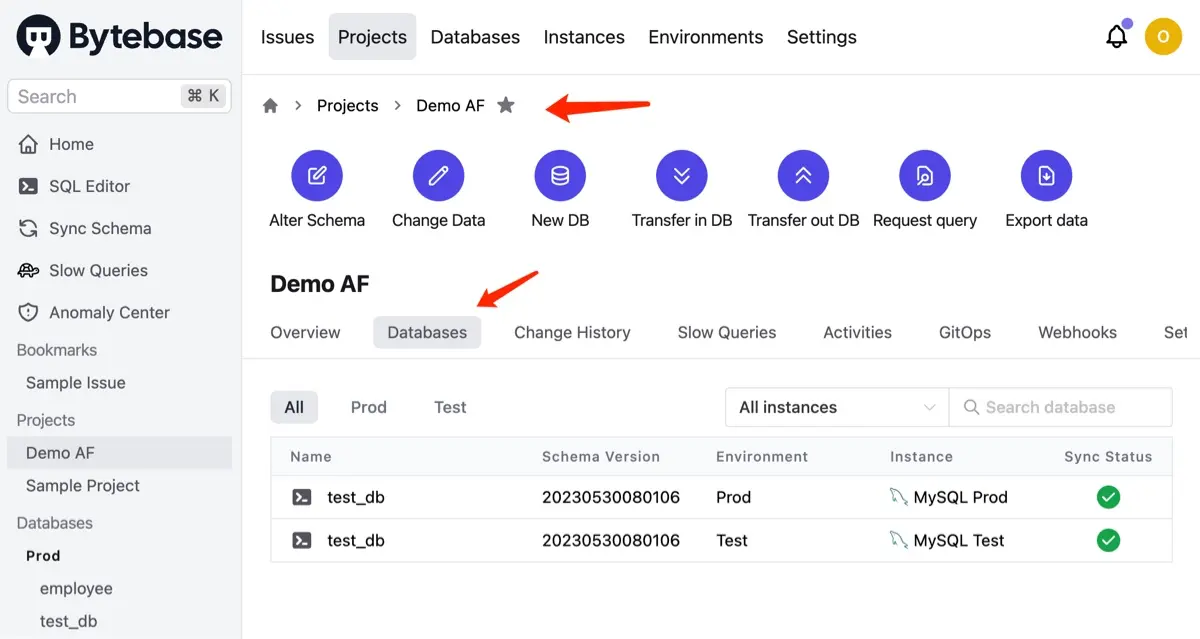 Bytebase
Issues Projects Databases Instances Environments Settings
O
Search ⌘ K
Home
SQL Editor
Sync Schema
Slow Queries
Anomaly Center
Bookmarks
Sample Issue
Projects
Demo AF
Sample Project
Databases
Prod
employee
test_db
Projects > Demo AF
Alter Schema Change Data New DB Transfer in DB Transfer out DB Request query Export data
Demo AF
Overview Databases Change History Slow Queries Activities GitOps Webhooks Set
All Prod Test All instances Search database
Name Schema Version Environment Instance Sync Status
test_db 20230530080106 Prod MySQL Prod
test_db 20230530080106 Test MySQL Test